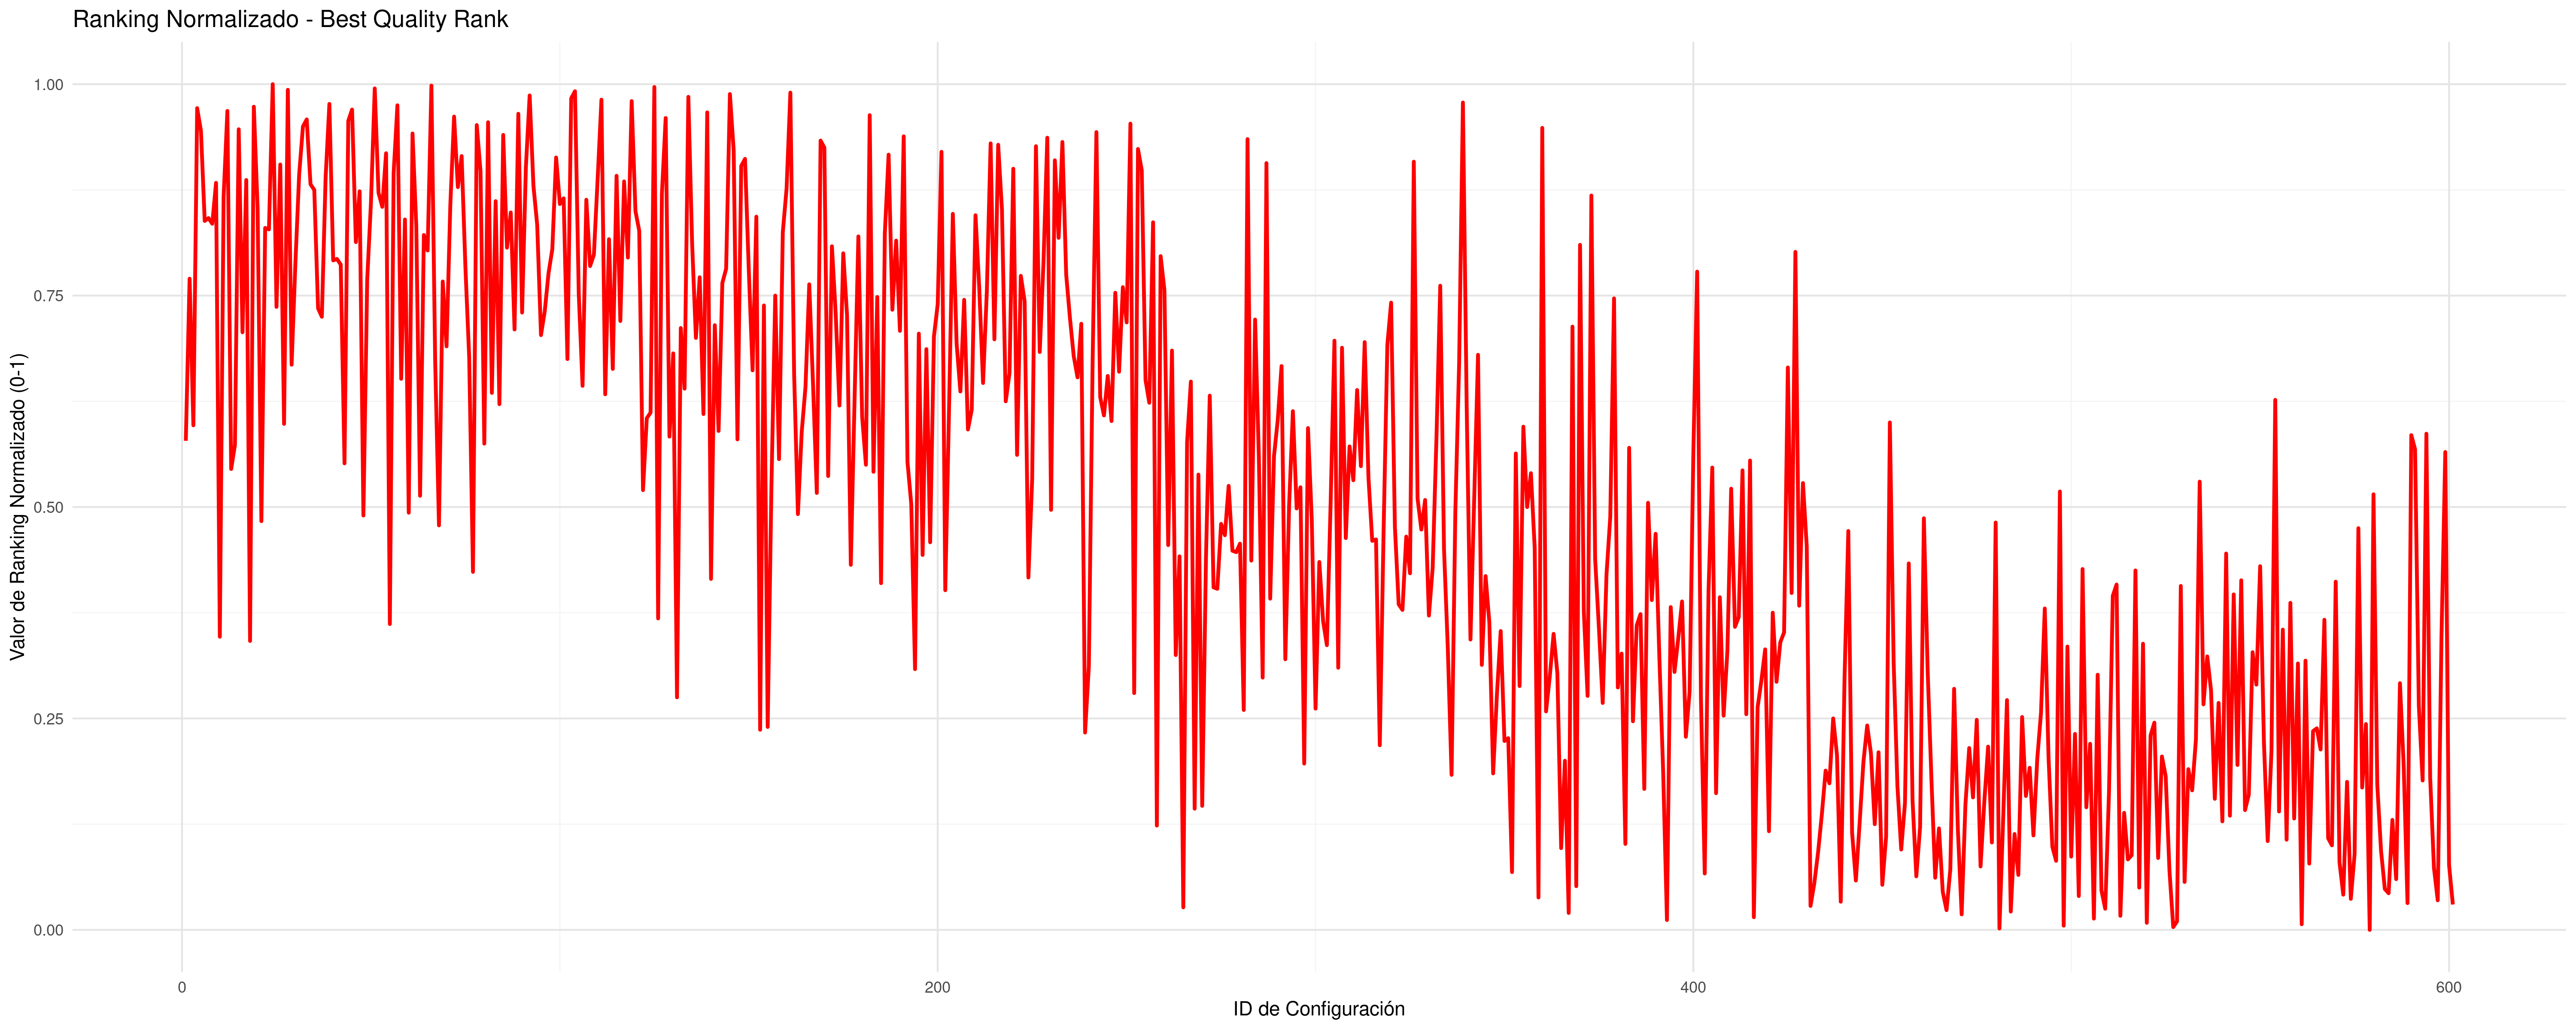 Ranking Normalizado - Best Quality Rank
Valor de Ranking Normalizado (0-1)
1.00
0.75
0.50
0.25
0.00
0 200 400 600
ID de Configuración